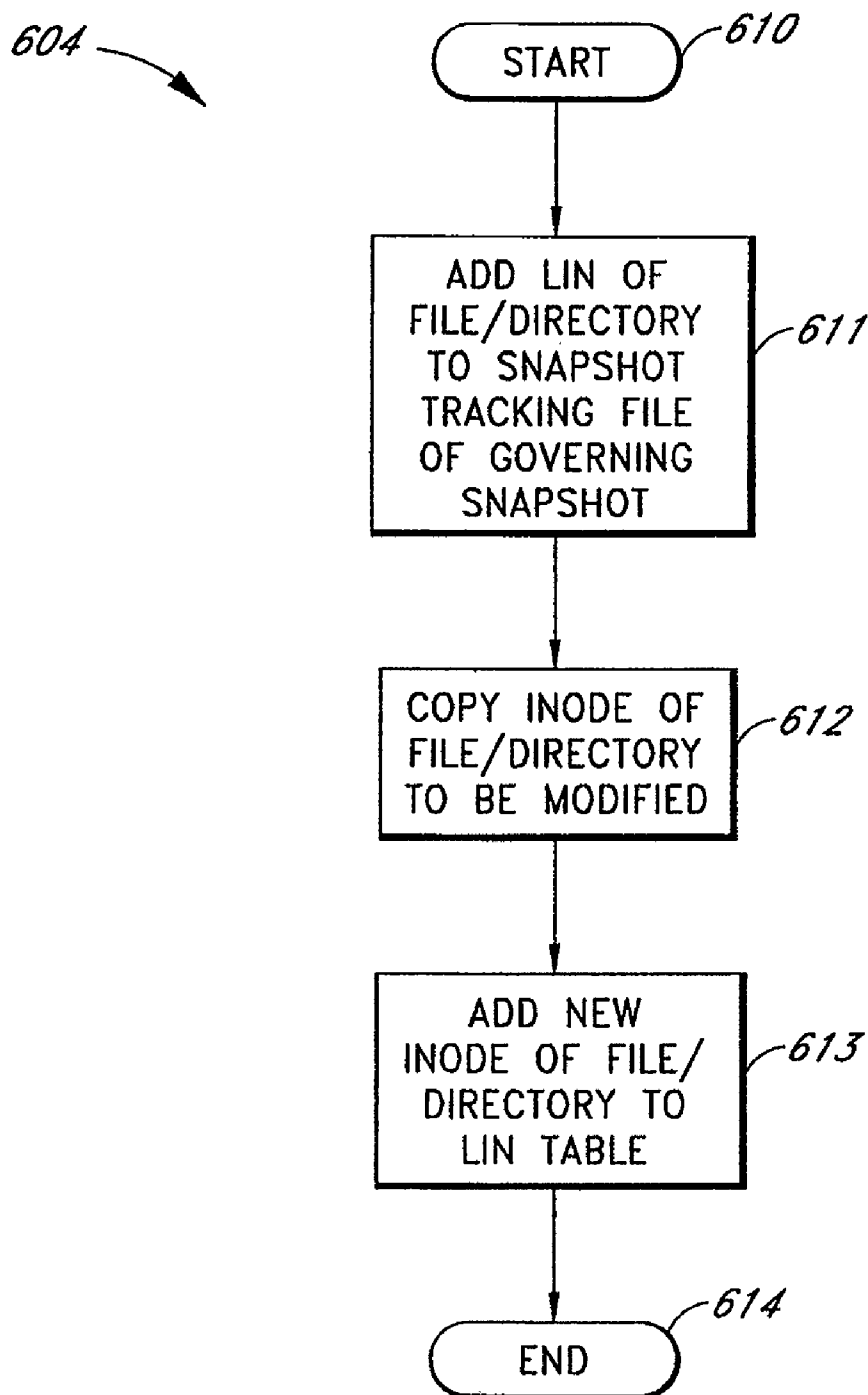 604
START
610
ADD LIN OF
FILE/DIRECTORY
TO SNAPSHOT
TRACKING FILE
OF GOVERNING
SNAPSHOT
611
COPY INODE OF
FILE/DIRECTORY
TO BE MODIFIED
612
ADD NEW
INODE OF FILE/
DIRECTORY TO
LIN TABLE
613
END
614